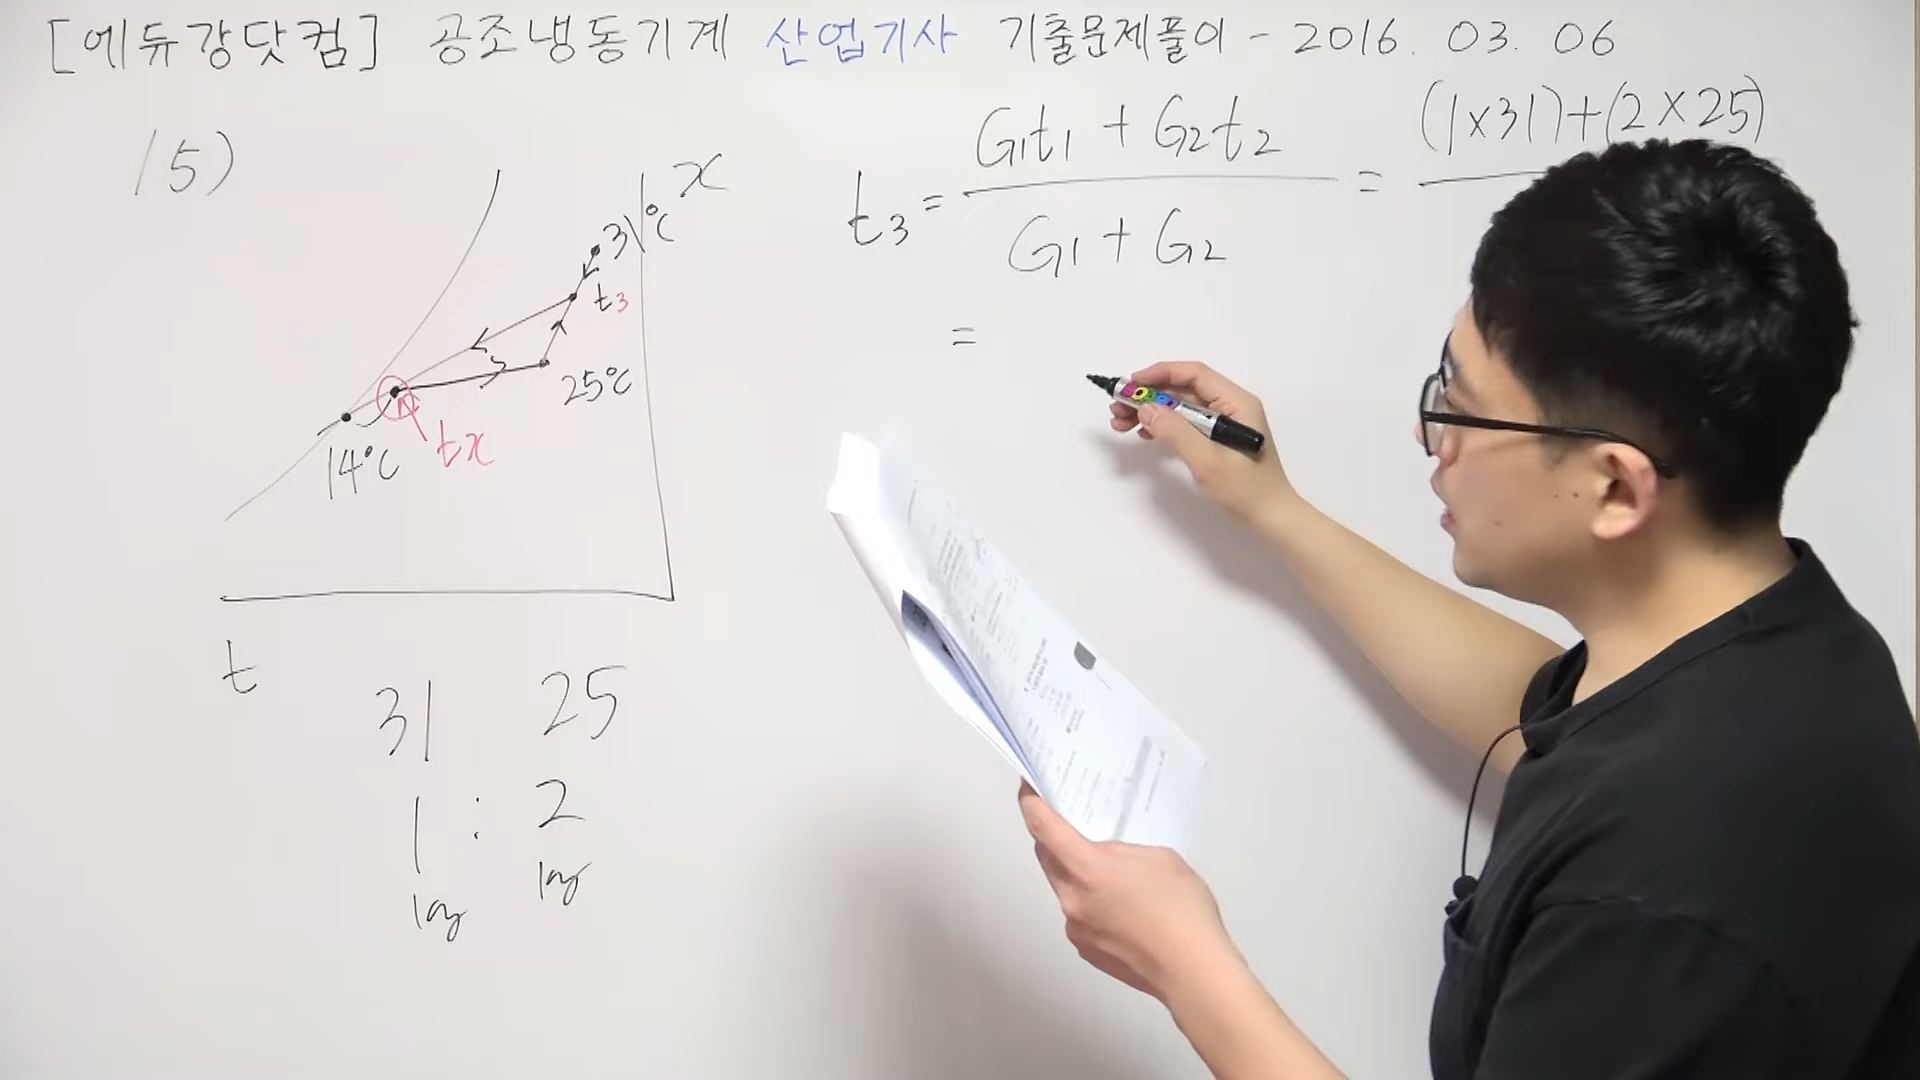 [에듀강닷컴] 공조냉동기계 산업기사 기출문제풀이 - 2016. 03. 06
15)
x
31℃
t3
25℃
14℃
tx
t
31 25
1 : 2
kg kg
t3 = G1t1 + G2t2 / G1 + G2 = (1×31)+(2×25)
=